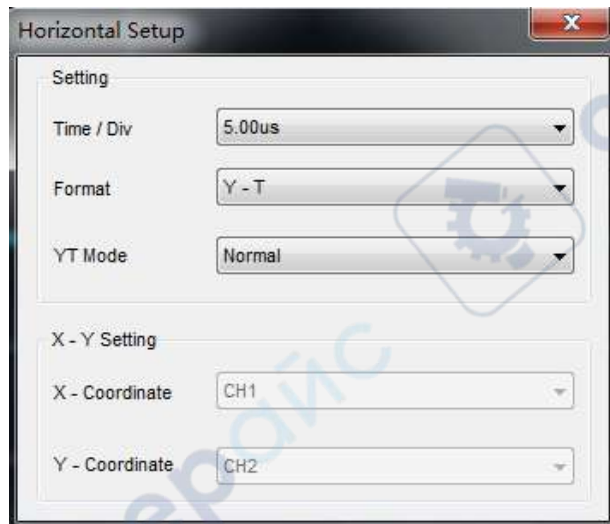 Horizontal Setup
Setting
Time / Div 5.00us
Format Y - T
YT Mode Normal
X - Y Setting
X - Coordinate CH1
Y - Coordinate CH2